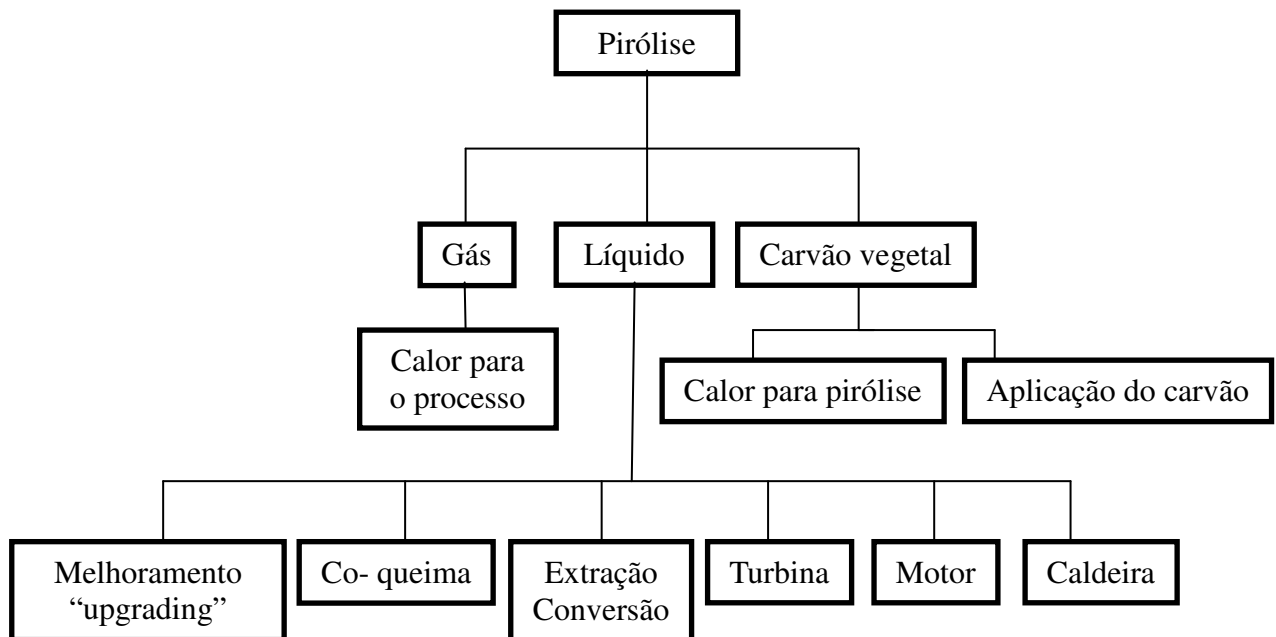 Pirólise
Gás
Líquido
Carvão vegetal
Calor para
o processo
Calor para pirólise
Aplicação do carvão
Melhoramento
“upgrading”
Co- queima
Extração
Conversão
Turbina
Motor
Caldeira